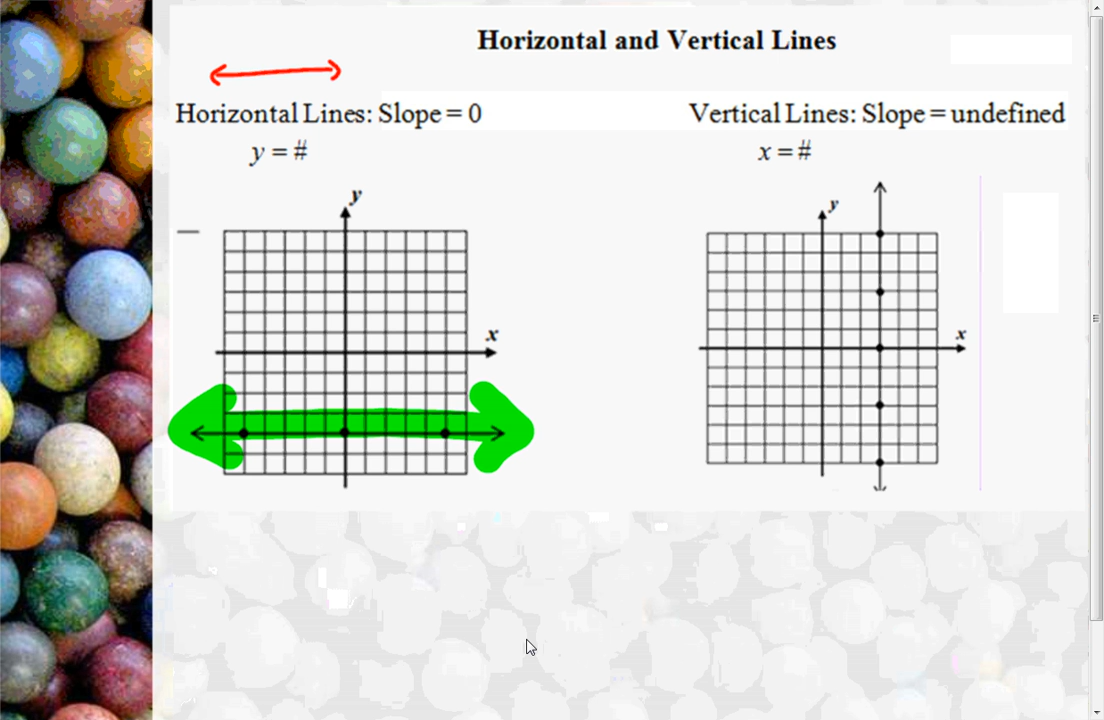 Horizontal and Vertical Lines
Horizontal Lines: Slope = 0
y = #
y
x
Vertical Lines: Slope = undefined
x = #
y
x